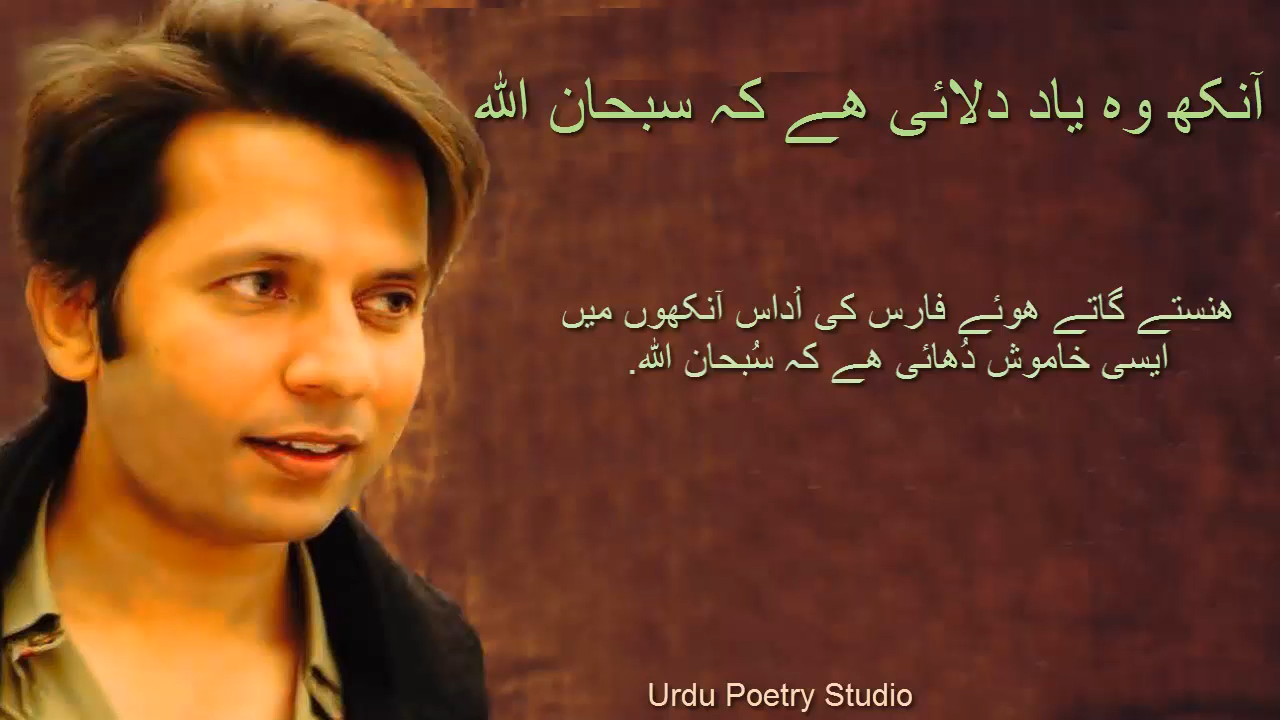 آنکھ وہ یاد دلائی ھے کہ سبحان اللہ
ھنستے گاتے ھوئے فارس کی اُداس آنکھوں میں
ایسی خاموش دُھائی ھے کہ سُبحان اللہ.
Urdu Poetry Studio